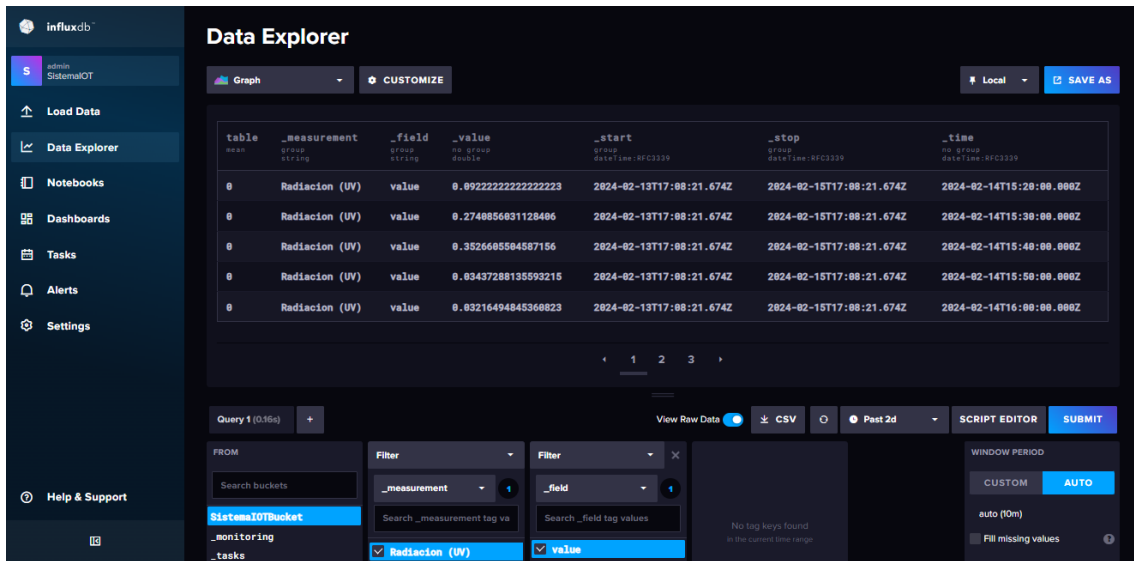 influxdb
Data Explorer
S
admin
SistemaIOT
Graph
CUSTOMIZE
Local
SAVE AS
Load Data
Data Explorer
Notebooks
Dashboards
Tasks
Alerts
Settings
Help & Support
table _measurement _field _value _start _stop _time
mean group group no group group group no group
string string double dateTime:RFC3339 dateTime:RFC3339 dateTime:RFC3339
0 Radiacion (UV) value 0.09222222222222223 2024-02-13T17:08:21.674Z 2024-02-15T17:08:21.674Z 2024-02-14T15:20:00.000Z
0 Radiacion (UV) value 0.2740856031128406 2024-02-13T17:08:21.674Z 2024-02-15T17:08:21.674Z 2024-02-14T15:30:00.000Z
0 Radiacion (UV) value 0.3526605504587156 2024-02-13T17:08:21.674Z 2024-02-15T17:08:21.674Z 2024-02-14T15:40:00.000Z
0 Radiacion (UV) value 0.03437288135593215 2024-02-13T17:08:21.674Z 2024-02-15T17:08:21.674Z 2024-02-14T15:50:00.000Z
0 Radiacion (UV) value 0.03216494845360823 2024-02-13T17:08:21.674Z 2024-02-15T17:08:21.674Z 2024-02-14T16:00:00.000Z
1 2 3
Query 1 (0.16s) +
View Raw Data CSV Past 2d SCRIPT EDITOR SUBMIT
FROM
Search buckets
SistemaIOTBucket
_monitoring
_tasks
Filter
_measurement 1
Search _measurement tag va
Radiacion (UV)
Filter
_field 1
Search _field tag values
value
No tag keys found
in the current time range
WINDOW PERIOD
CUSTOM AUTO
auto (10m)
Fill missing values ?